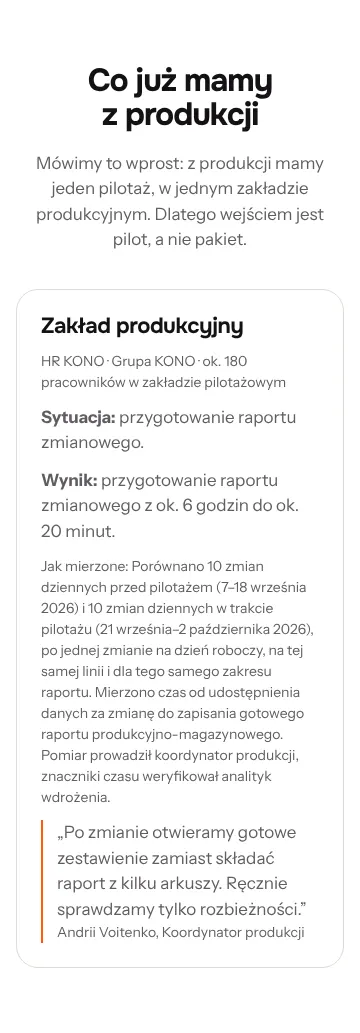 Co już mamy
z produkcji
Mówimy to wprost: z produkcji mamy
jeden pilotaż, w jednym zakładzie
produkcyjnym. Dlatego wejściem jest
pilot, a nie pakiet.
Zakład produkcyjny
HR KONO · Grupa KONO · ok. 180
pracowników w zakładzie pilotażowym
Sytuacja: przygotowanie raportu
zmianowego.
Wynik: przygotowanie raportu
zmianowego z ok. 6 godzin do ok.
20 minut.
Jak mierzone: Porównano 10 zmian
dziennych przed pilotażem (7–18 września
2026) i 10 zmian dziennych w trakcie
pilotażu (21 września–2 października 2026),
po jednej zmianie na dzień roboczy, na tej
samej linii i dla tego samego zakresu
raportu. Mierzono czas od udostępnienia
danych za zmianę do zapisania gotowego
raportu produkcyjno-magazynowego.
Pomiar prowadził koordynator produkcji,
znaczniki czasu weryfikował analityk
wdrożenia.
„Po zmianie otwieramy gotowe
zestawienie zamiast składać
raport z kilku arkuszy. Ręcznie
sprawdzamy tylko rozbieżności.”
Andrii Voitenko, Koordynator produkcji